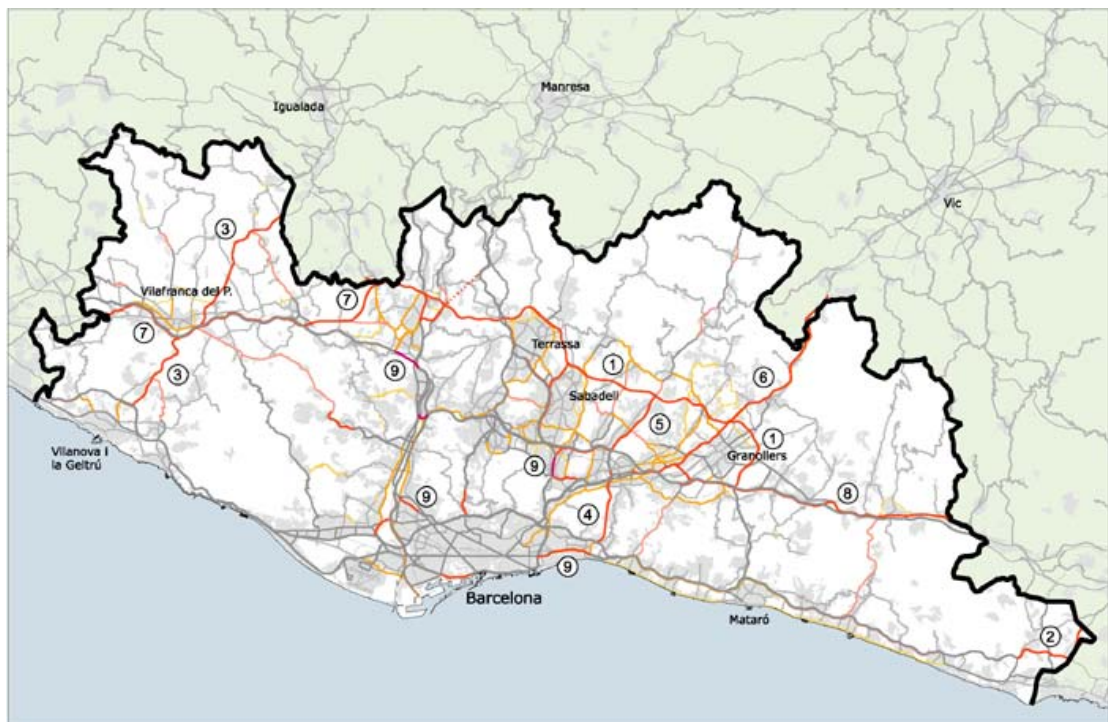 Manresa
Igualada
Vic
3
Vilafranca del P.
7
Terrassa
7
9
1
6
3
Sabadell
5
1
Vilanova i
la Geltrú
Granollers
9
9
8
4
9
Barcelona
Mataró
2